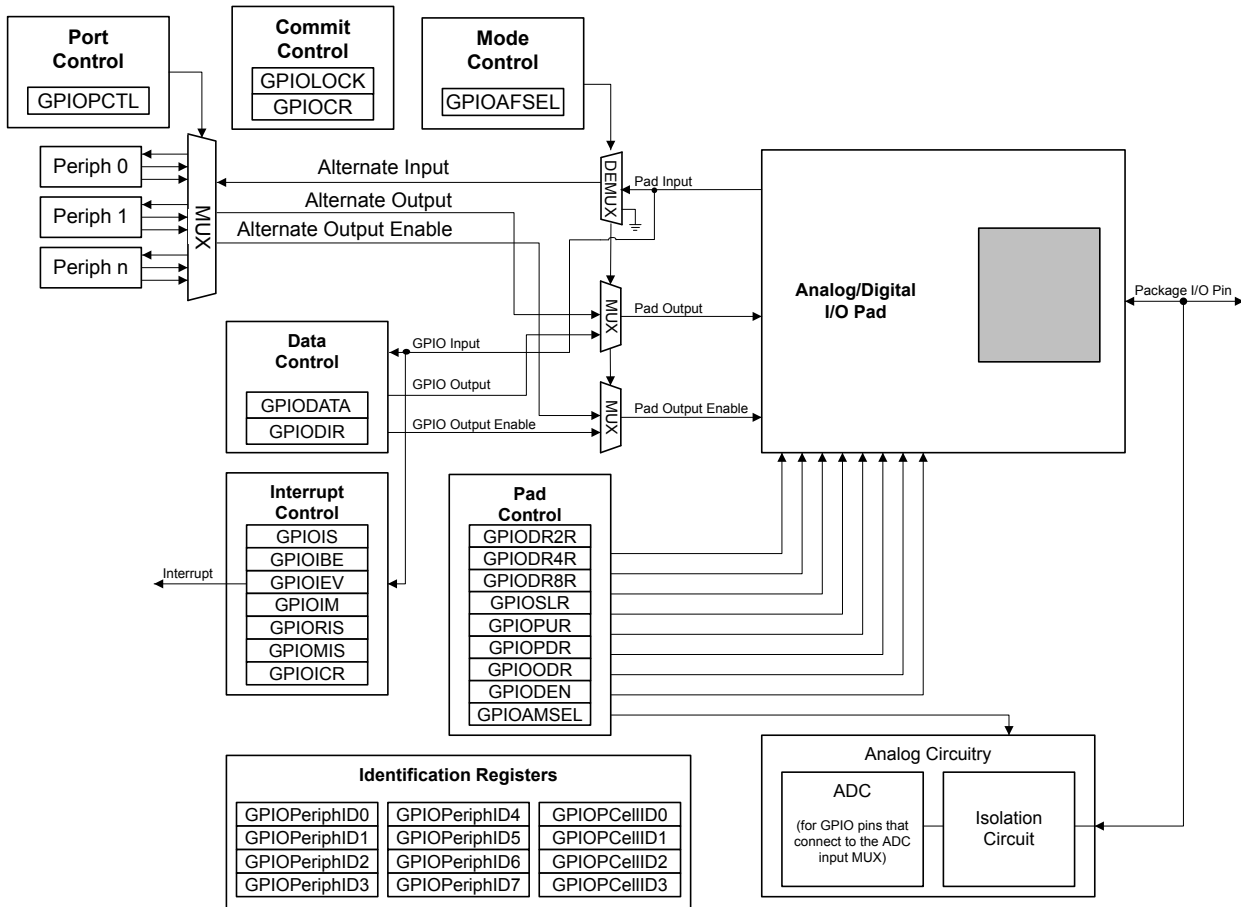 Port
Control
GPIOPCTL
Commit
Control
GPIOLOCK
GPIOCR
Mode
Control
GPIOAFSEL
Periph 0
Periph 1
Periph n
MUX
Alternate Input
Alternate Output
Alternate Output Enable
DEMUX
Pad Input
MUX
Pad Output
MUX
Pad Output Enable
Analog/Digital
I/O Pad
Package I/O Pin
Data
Control
GPIODATA
GPIODIR
GPIO Input
GPIO Output
GPIO Output Enable
Interrupt
Control
GPIOIS
GPIOIBE
GPIOIEV
GPIOIM
GPIORIS
GPIOMIS
GPIOICR
Interrupt
Pad
Control
GPIODR2R
GPIODR4R
GPIODR8R
GPIOSLR
GPIOPUR
GPIOPDR
GPIOODR
GPIODEN
GPIOAMSEL
Analog Circuitry
ADC
(for GPIO pins that
connect to the ADC
input MUX)
Isolation
Circuit
Identification Registers
GPIOPeriphID0
GPIOPeriphID1
GPIOPeriphID2
GPIOPeriphID3
GPIOPeriphID4
GPIOPeriphID5
GPIOPeriphID6
GPIOPeriphID7
GPIOPCellID0
GPIOPCellID1
GPIOPCellID2
GPIOPCellID3